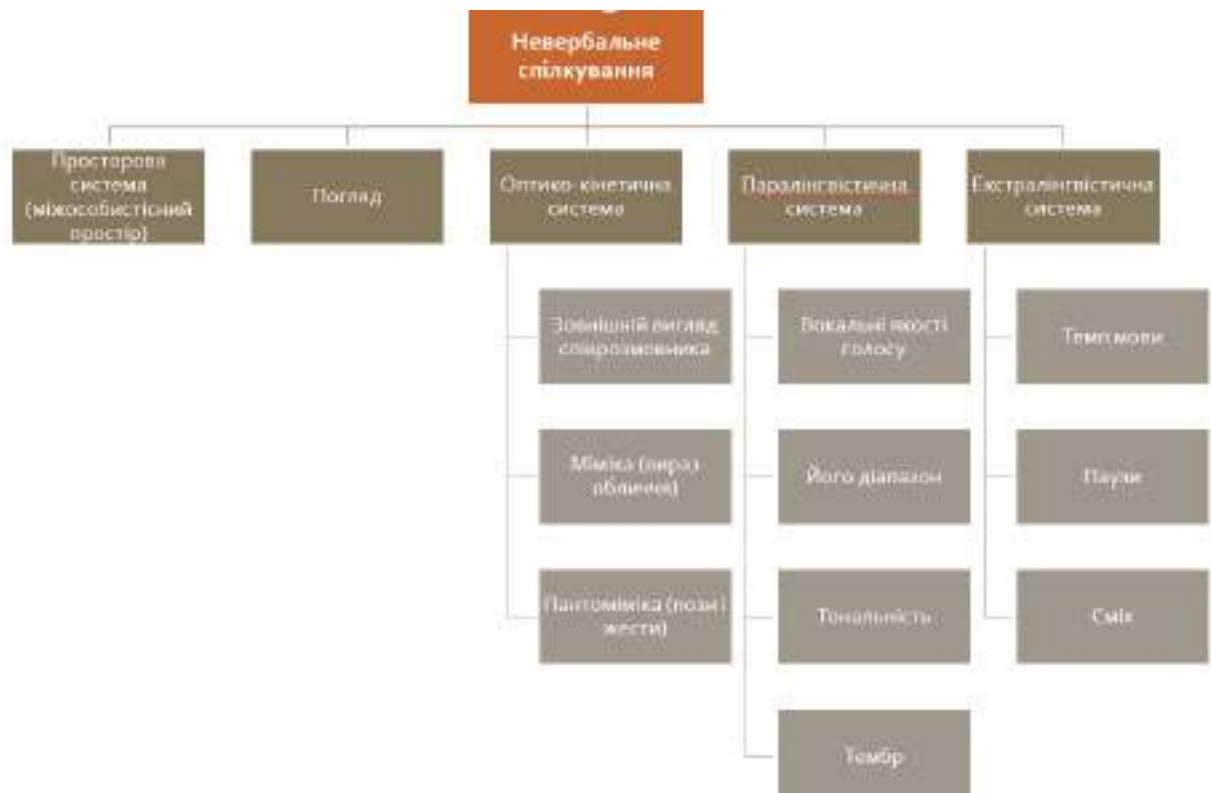 Невербальне
спілкування
Просторова
система
(міжособистісний
простір)
Погляд
Оптико-кінетична
система
Паралінгвістична
система
Екстралінгвістична
система
Зовнішній вигляд
співрозмовника
Вокальні якості
голосу
Темп мови
Міміка (вираз
обличчя)
Його діапазон
Паузи
Пантоміміка (пози і
жести)
Тональність
Сміх
Тембр